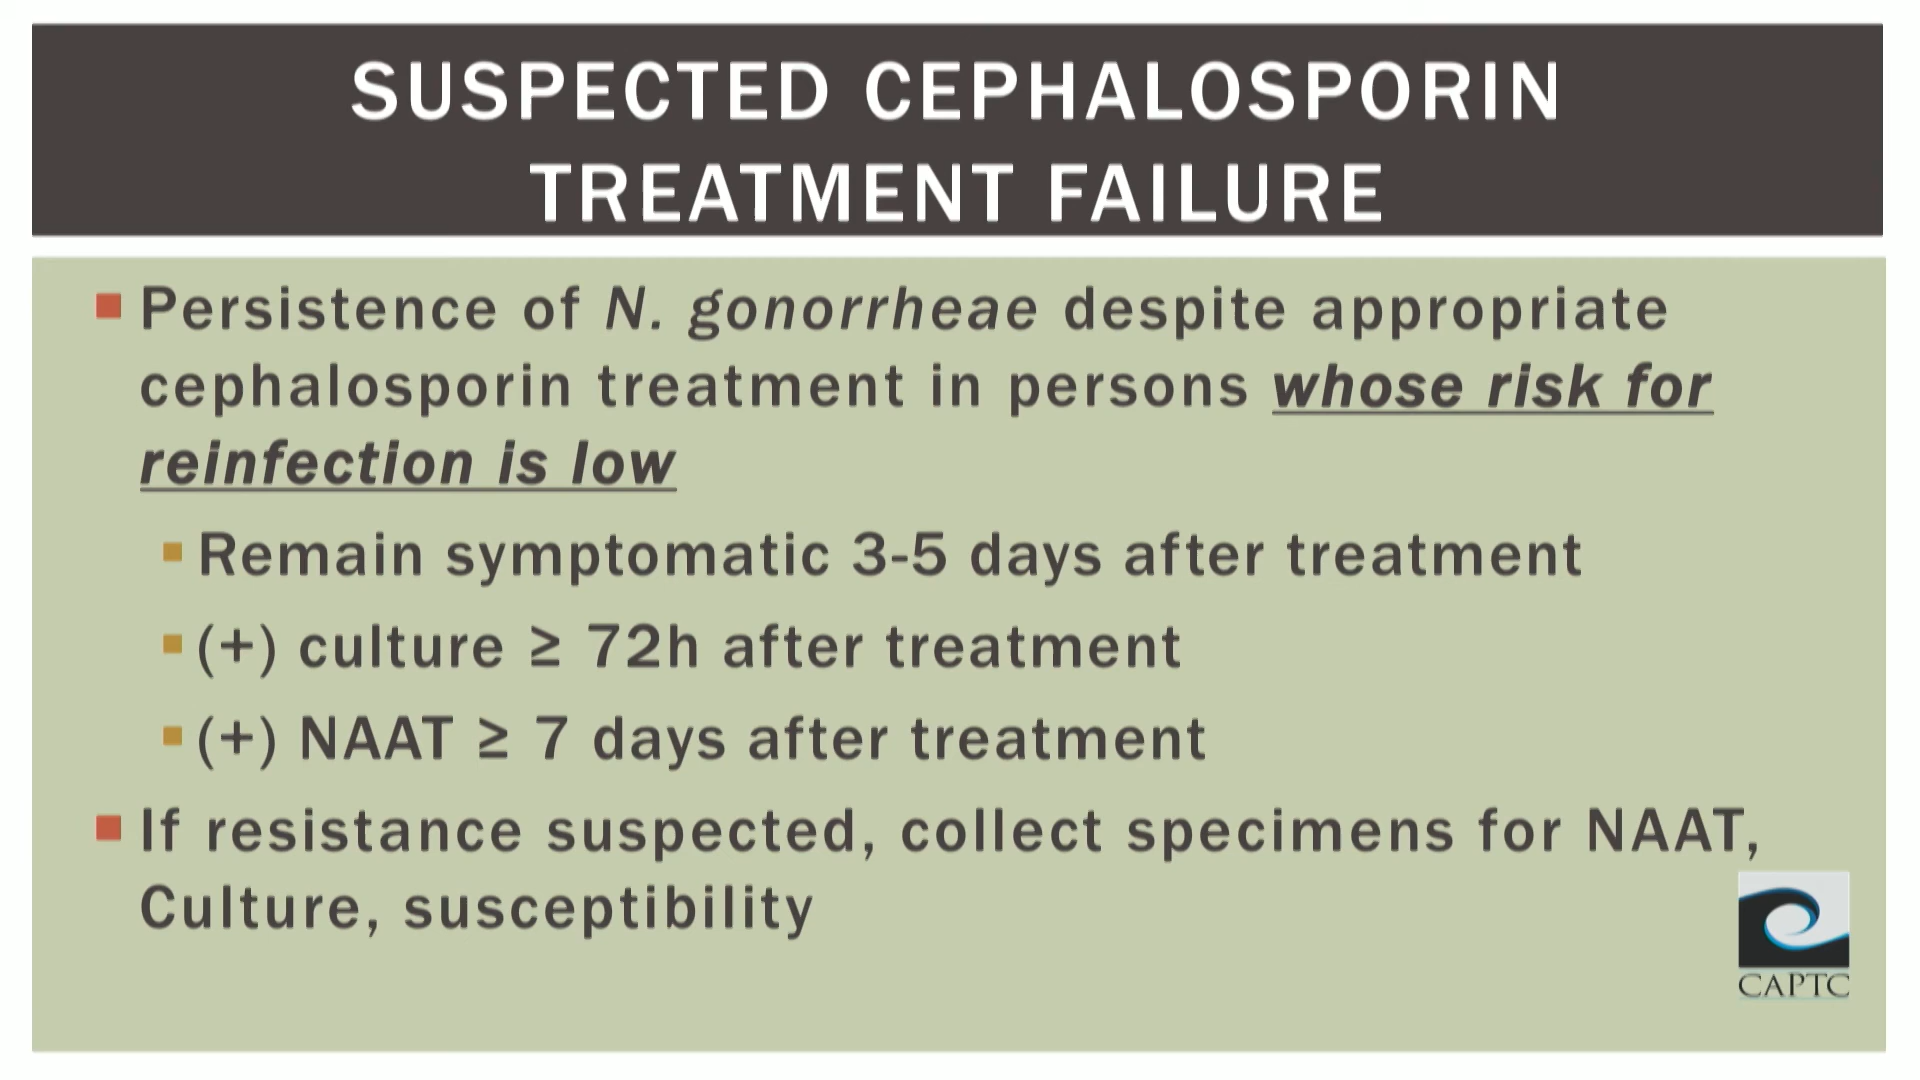 SUSPECTED CEPHALOSPORIN
TREATMENT FAILURE
Persistence of N. gonorrheae despite appropriate
cephalosporin treatment in persons whose risk for
reinfection is low
Remain symptomatic 3-5 days after treatment
(+) culture ≥ 72h after treatment
(+) NAAT ≥ 7 days after treatment
If resistance suspected, collect specimens for NAAT,
Culture, susceptibility
CAPTC